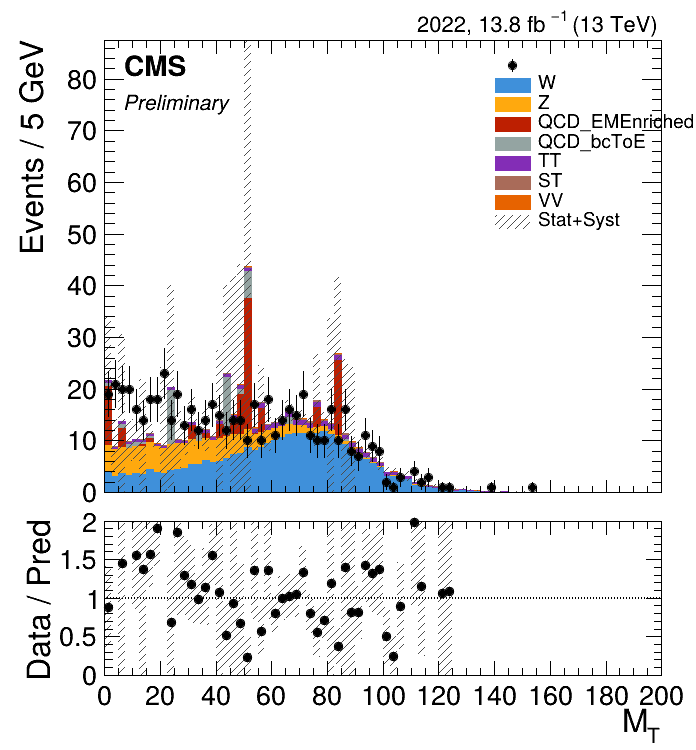 2022, 13.8 fb⁻¹ (13 TeV)
CMS
Preliminary
Events / 5 GeV
80
70
60
50
40
30
20
10
0
W
Z
QCD_EMEnriched
QCD_bcToE
TT
ST
VV
Stat+Syst
Data / Pred
2
1.5
1
0.5
0
0 20 40 60 80 100 120 140 160 180 200
M_T